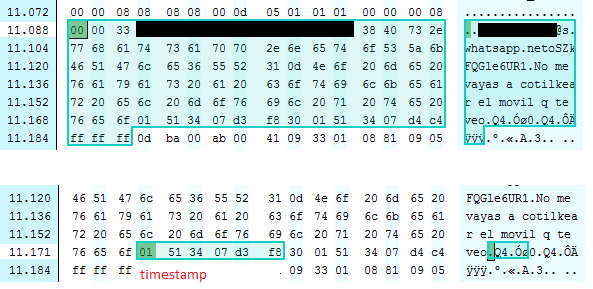 11.072 00 00 08 08 08 08 00 0d 05 01 01 00 00 00 00 08 ................
11.088 00 00 33 38 40 73 2e ..@s.
11.104 77 68 61 74 73 61 70 70 2e 6e 65 74 6f 53 5a 6b whatsapp.netoSZk
11.120 46 51 47 6c 65 36 55 52 31 0d 4e 6f 20 6d 65 20 FQGle6UR1.No me
11.136 76 61 79 61 73 20 61 20 63 6f 74 69 6c 6b 65 61 vayas a cotilkea
11.152 72 20 65 6c 20 6d 6f 76 69 6c 20 71 20 74 65 20 r el movil q te
11.168 76 65 6f 01 51 34 07 d3 f8 30 01 51 34 07 d4 c4 veo.Q4.Óø0.Q4.ÔÄ
11.184 ff ff ff 0d ba 00 ab 00 41 09 33 01 08 81 09 05 ÿÿÿ.º.«.A.3.. ..
11.120 46 51 47 6c 65 36 55 52 31 0d 4e 6f 20 6d 65 20 FQGle6UR1.No me
11.136 76 61 79 61 73 20 61 20 63 6f 74 69 6c 6b 65 61 vayas a cotilkea
11.152 72 20 65 6c 20 6d 6f 76 69 6c 20 71 20 74 65 20 r el movil q te
11.171 76 65 6f 01 51 34 07 d3 f8 30 01 51 34 07 d4 c4 veo.Q4.Óø0.Q4.ÔÄ
11.184 ff ff ff timestamp . 09 33 01 08 81 09 05 ÿÿÿ.º.«.A.3.. ..